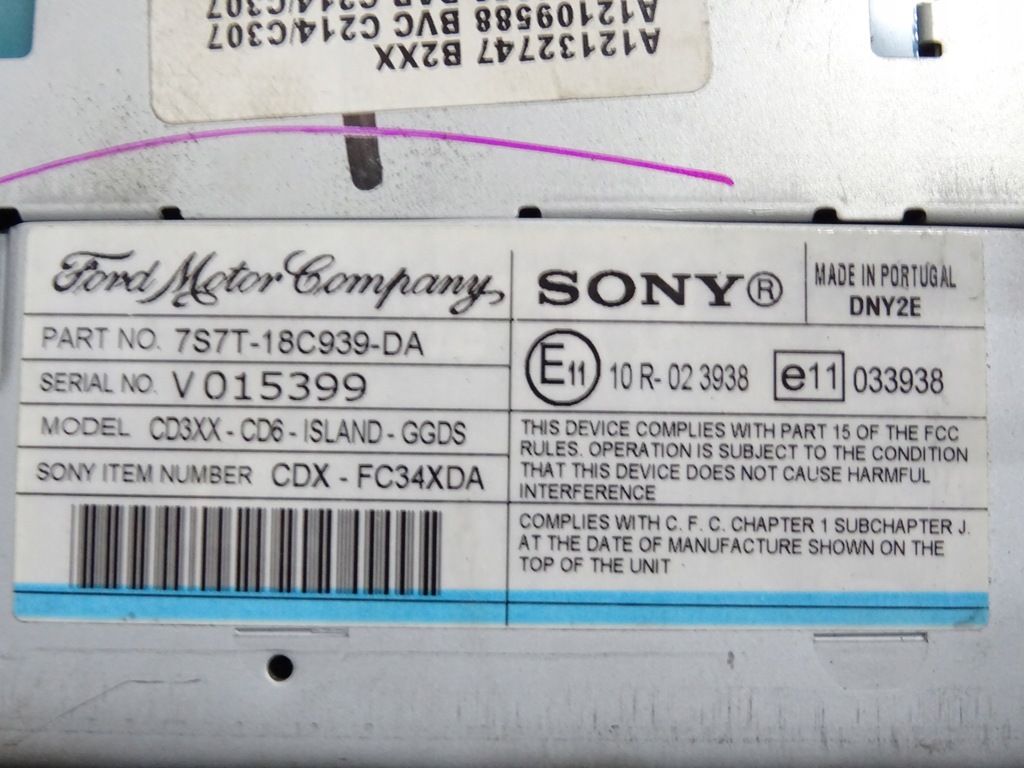 A12132747 B2XX
A12109588 BVC C214/C307
C214/C307
Ford Motor Company
SONY®
MADE IN PORTUGAL
DNY2E
PART NO. 7S7T-18C939-DA
SERIAL NO. V015399
MODEL CD3XX - CD6 - ISLAND - GGDS
SONY ITEM NUMBER CDX - FC34XDA
E11 10 R- 02 3938 e11 033938
THIS DEVICE COMPLIES WITH PART 15 OF THE FCC
RULES. OPERATION IS SUBJECT TO THE CONDITION
THAT THIS DEVICE DOES NOT CAUSE HARMFUL
INTERFERENCE
COMPLIES WITH C. F. C. CHAPTER 1 SUBCHAPTER J.
AT THE DATE OF MANUFACTURE SHOWN ON THE
TOP OF THE UNIT